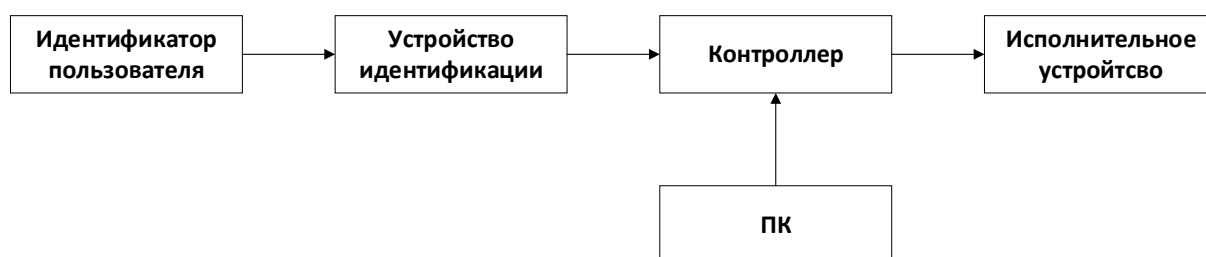 Идентификатор
пользователя
Устройство
идентификации
Контроллер
Исполнительное
устройтсво
ПК